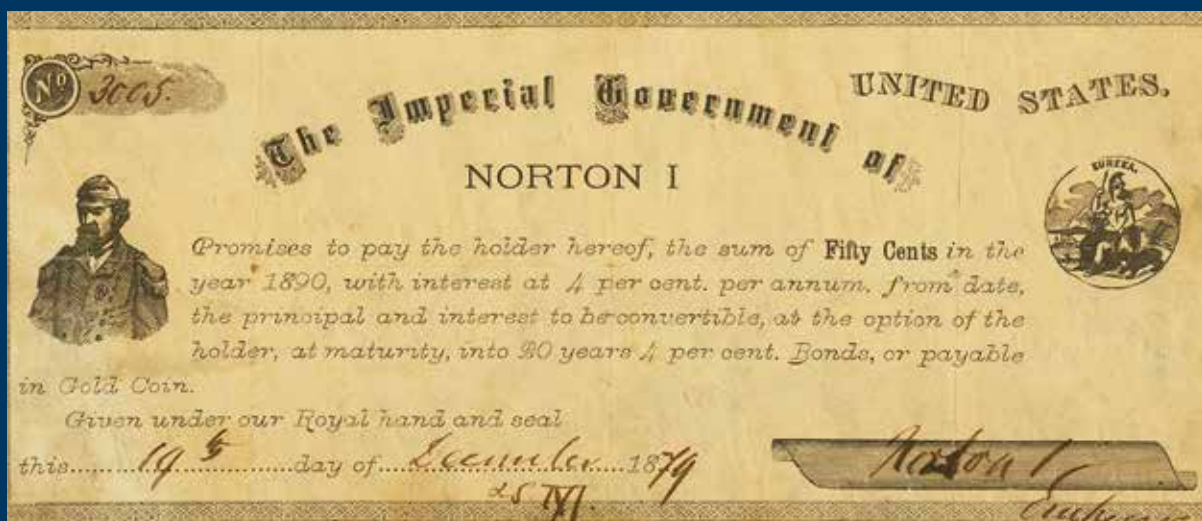 No 3005.
The Imperial Government of
UNITED STATES.
NORTON I
EUREKA.
Promises to pay the holder hereof, the sum of Fifty Cents in the
year 1890, with interest at 4 per cent. per annum. from date,
the principal and interest to be convertible, at the option of the
holder, at maturity, into 20 years 4 per cent. Bonds, or payable
in Gold Coin.
Given under our Royal hand and seal
this 19th day of December 1879
Norton I
Emperor